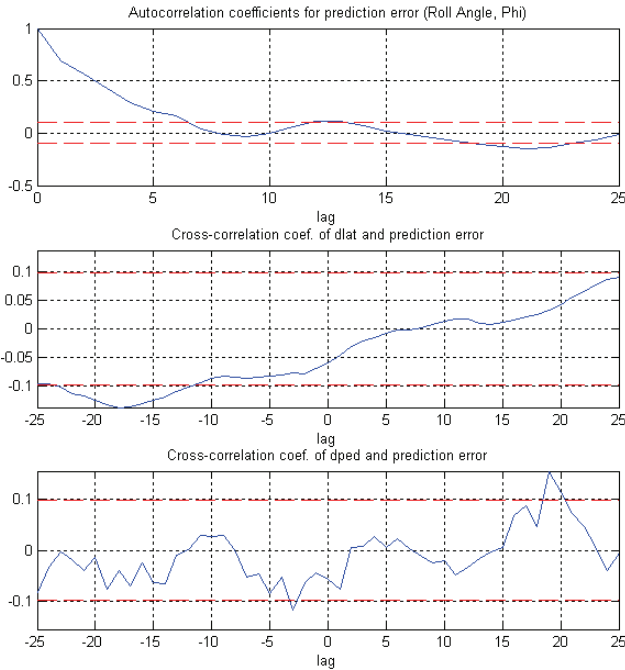 Autocorrelation coefficients for prediction error (Roll Angle, Phi)
1
0.5
0
-0.5
0 5 10 15 20 25
lag
Cross-correlation coef. of dlat and prediction error
0.1
0.05
0
-0.05
-0.1
-25 -20 -15 -10 -5 0 5 10 15 20 25
lag
Cross-correlation coef. of dped and prediction error
0.1
0
-0.1
-25 -20 -15 -10 -5 0 5 10 15 20 25
lag